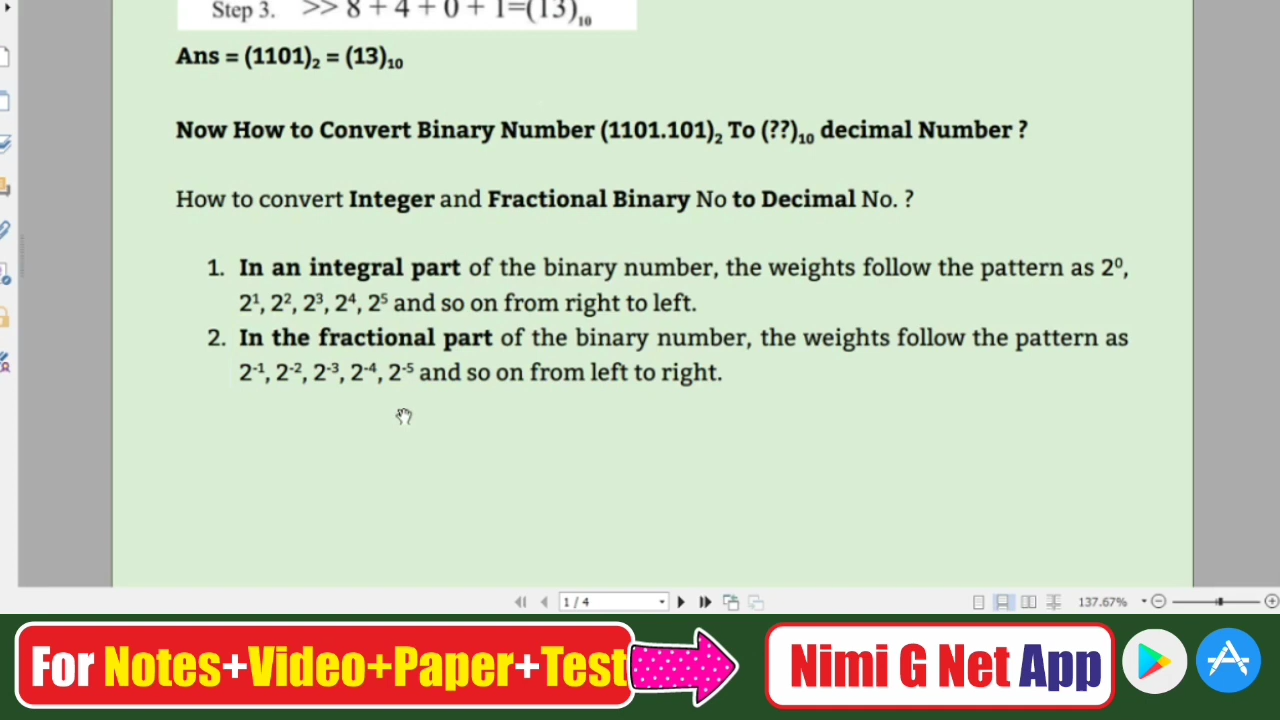 Step 3. >> 8 + 4 + 0 + 1=(13)₁₀
Ans = (1101)₂ = (13)₁₀
Now How to Convert Binary Number (1101.101)₂ To (??)₁₀ decimal Number ?
How to convert Integer and Fractional Binary No to Decimal No. ?
1. In an integral part of the binary number, the weights follow the pattern as 2⁰,
2¹, 2², 2³, 2⁴, 2⁵ and so on from right to left.
2. In the fractional part of the binary number, the weights follow the pattern as
2⁻¹, 2⁻², 2⁻³, 2⁻⁴, 2⁻⁵ and so on from left to right.
1 / 4
137.67%
For Notes+Video+Paper+Test
Nimi G Net App